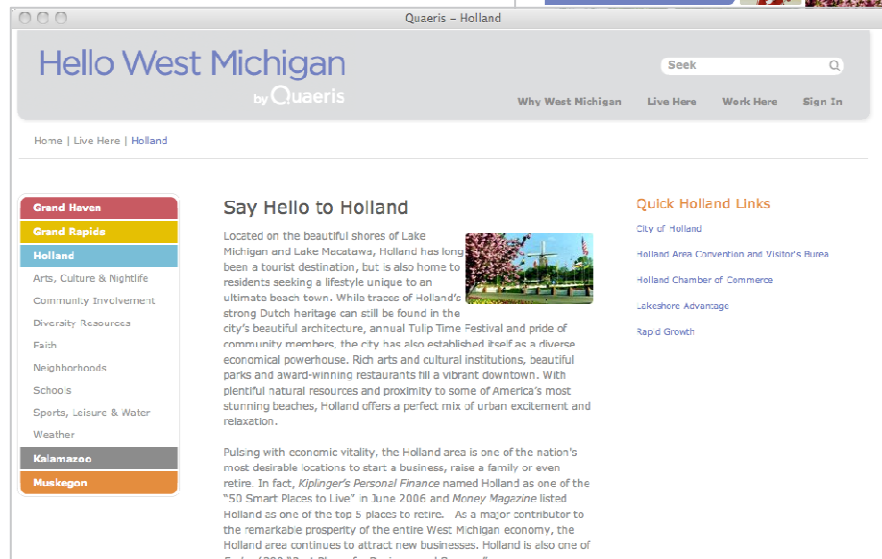 Quaeris – Holland
Hello West Michigan
by Quaeris
Seek
Why West Michigan Live Here Work Here Sign In
Home | Live Here | Holland
Grand Haven
Grand Rapids
Holland
Arts, Culture & Nightlife
Community Involvement
Diversity Resources
Faith
Neighborhoods
Schools
Sports, Leisure & Water
Weather
Kalamazoo
Muskegon
Say Hello to Holland
Located on the beautiful shores of Lake
Michigan and Lake Macatawa, Holland has long
been a tourist destination, but is also home to
residents seeking a lifestyle unique to an
ultimate beach town. While traces of Holland's
strong Dutch heritage can still be found in the
city's beautiful architecture, annual Tulip Time Festival and pride of
community members, the city has also established itself as a diverse
economical powerhouse. Rich arts and cultural institutions, beautiful
parks and award-winning restaurants fill a vibrant downtown. With
plentiful natural resources and proximity to some of America's most
stunning beaches, Holland offers a perfect mix of urban excitement and
relaxation.
Pulsing with economic vitality, the Holland area is one of the nation's
most desirable locations to start a business, raise a family or even
retire. In fact, Kiplinger's Personal Finance named Holland as one of the
"50 Smart Places to Live" in June 2006 and Money Magazine listed
Holland as one of the top 5 places to retire. As a major contributor to
the remarkable prosperity of the entire West Michigan economy, the
Holland area continues to attract new businesses. Holland is also one of
Quick Holland Links
City of Holland
Holland Area Convention and Visitor's Burea
Holland Chamber of Commerce
Lakeshore Advantage
Rapid Growth